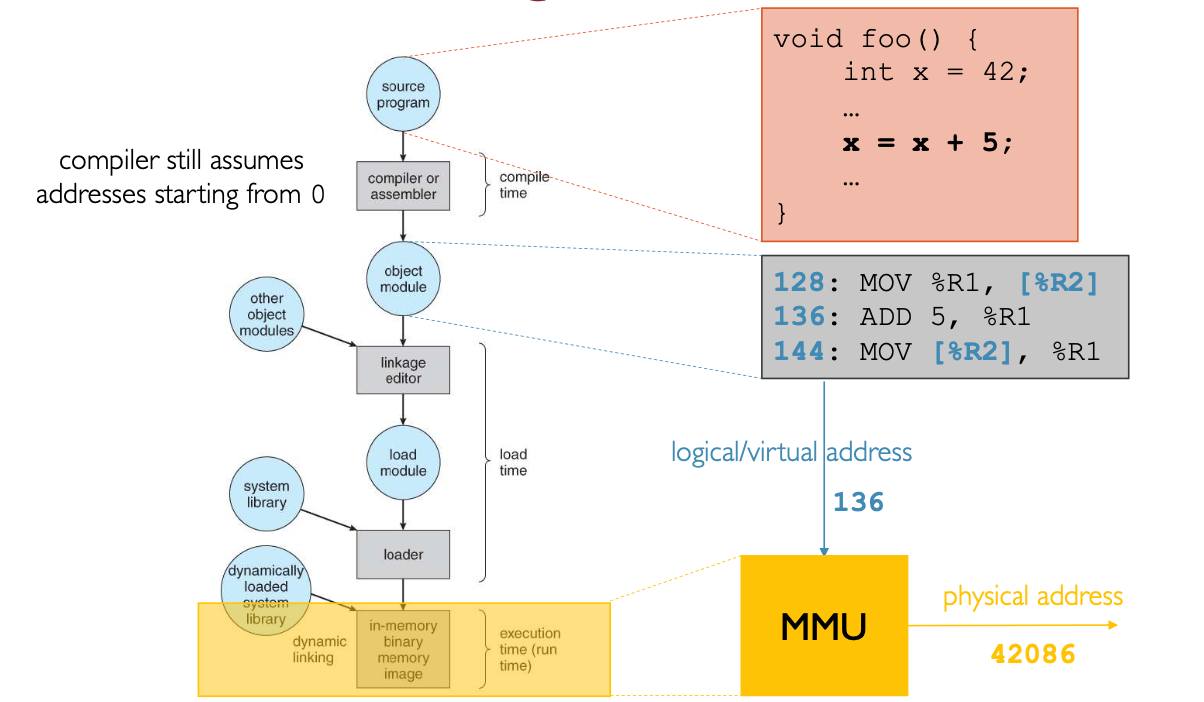 void foo() {
int x = 42;
…
x = x + 5;
…
}
source
program
compiler still assumes
addresses starting from 0
compiler or
assembler
compile
time
object
module
128: MOV %R1, [%R2]
136: ADD 5, %R1
144: MOV [%R2], %R1
other
object
modules
linkage
editor
load
module
load
time
logical/virtual address
136
system
library
loader
dynamically
loaded
system
library
dynamic
linking
in-memory
binary
memory
image
execution
time (run
time)
MMU
physical address
42086